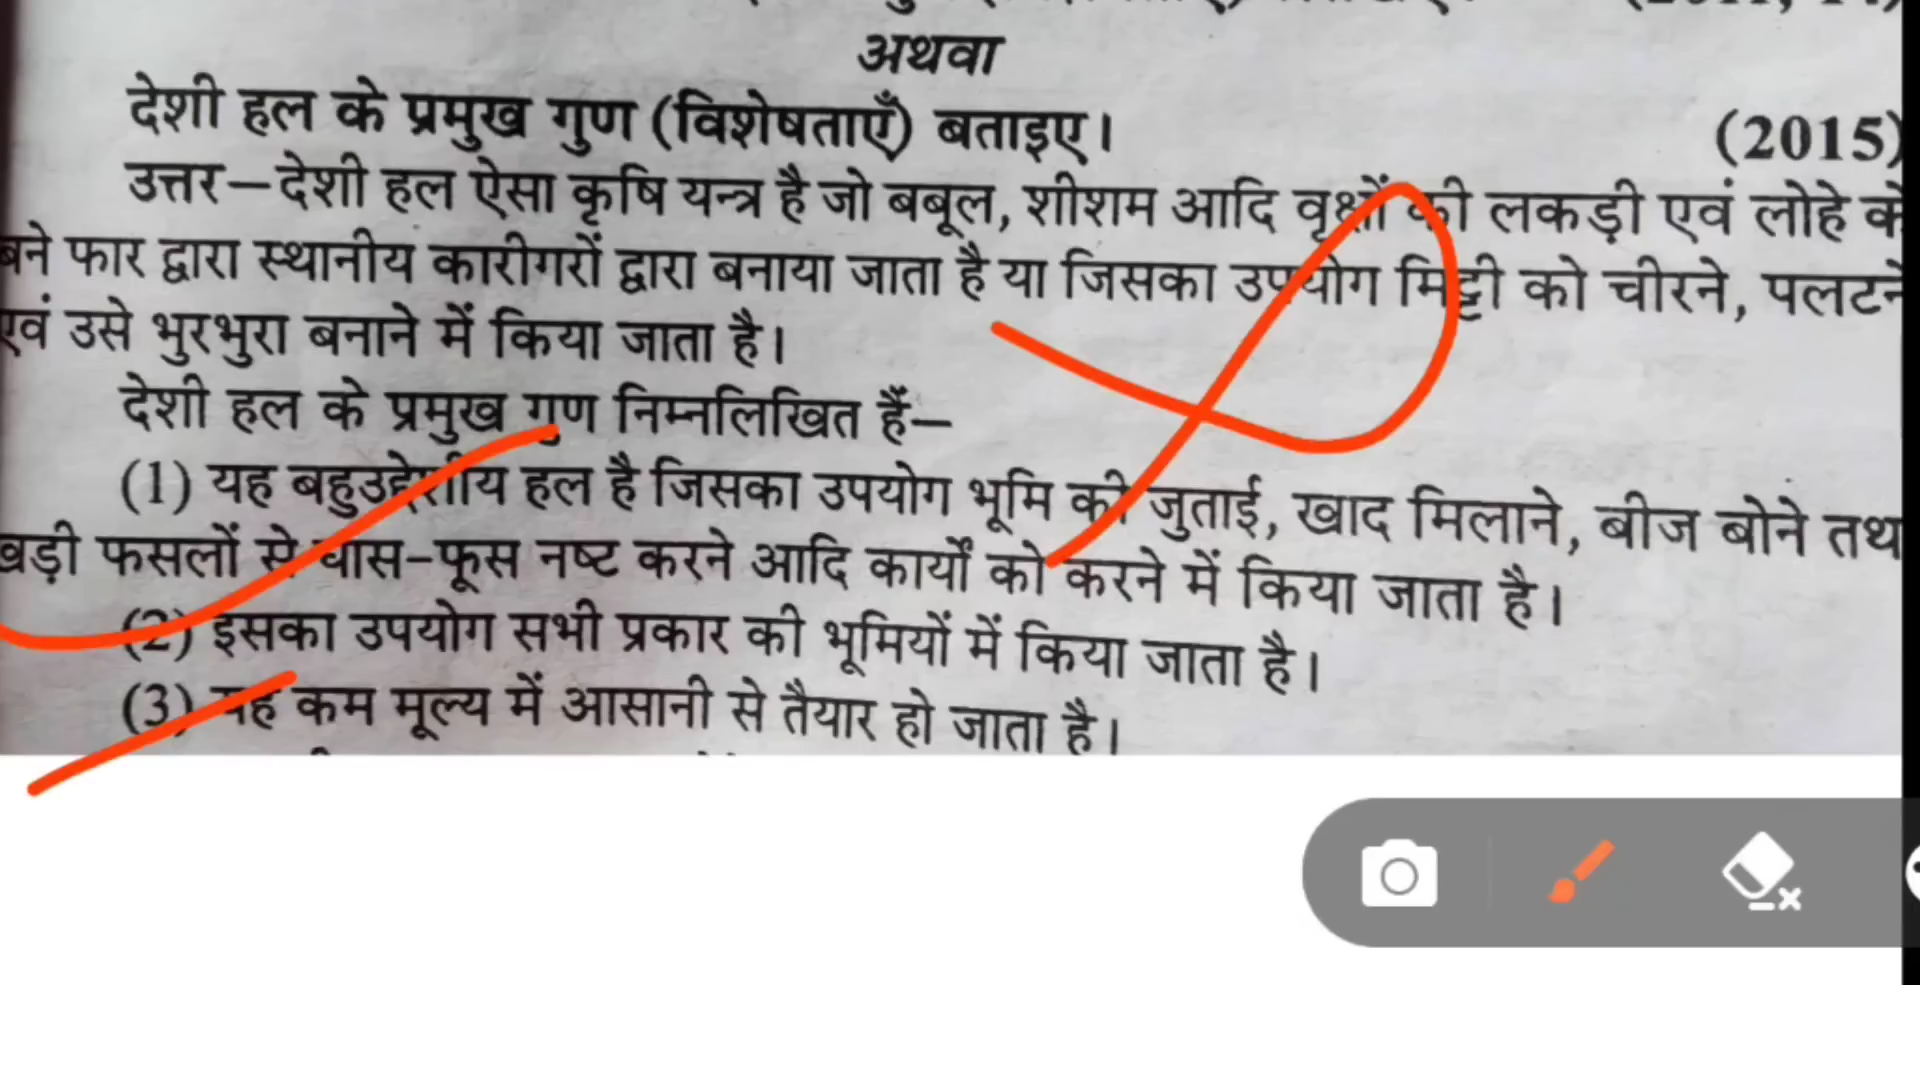 अथवा
देशी हल के प्रमुख गुण (विशेषताएँ) बताइए। (2015)
उत्तर–देशी हल ऐसा कृषि यन्त्र है जो बबूल, शीशम आदि वृक्षों की लकड़ी एवं लोहे के
बने फार द्वारा स्थानीय कारीगरों द्वारा बनाया जाता है या जिसका उपयोग मिट्टी को चीरने, पलटने
एवं उसे भुरभुरा बनाने में किया जाता है।
देशी हल के प्रमुख गुण निम्नलिखित हैं–
(1) यह बहुउद्देशीय हल है जिसका उपयोग भूमि की जुताई, खाद मिलाने, बीज बोने तथ
खड़ी फसलों से घास-फूस नष्ट करने आदि कार्यों को करने में किया जाता है।
(2) इसका उपयोग सभी प्रकार की भूमियों में किया जाता है।
(3) यह कम मूल्य में आसानी से तैयार हो जाता है।